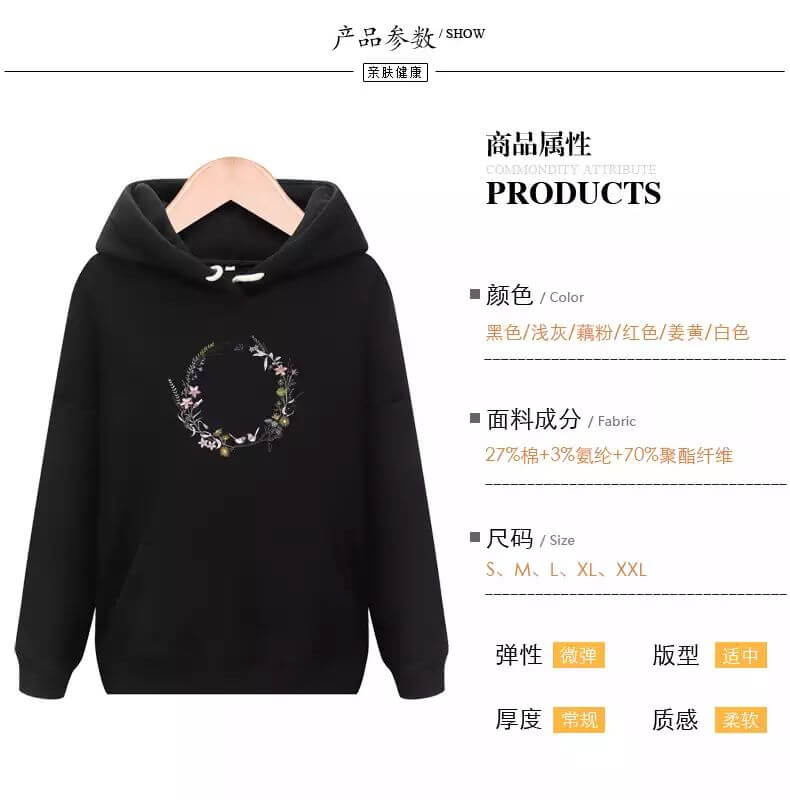 产品参数 / SHOW
亲肤健康
商品属性
COMMONDITY ATTRIBUTE
PRODUCTS
颜色 / Color
黑色/浅灰/藕粉/红色/姜黄/白色
面料成分 / Fabric
27%棉+3%氨纶+70%聚酯纤维
尺码 / Size
S、M、L、XL、XXL
弹性 微弹 版型 适中
厚度 常规 质感 柔软